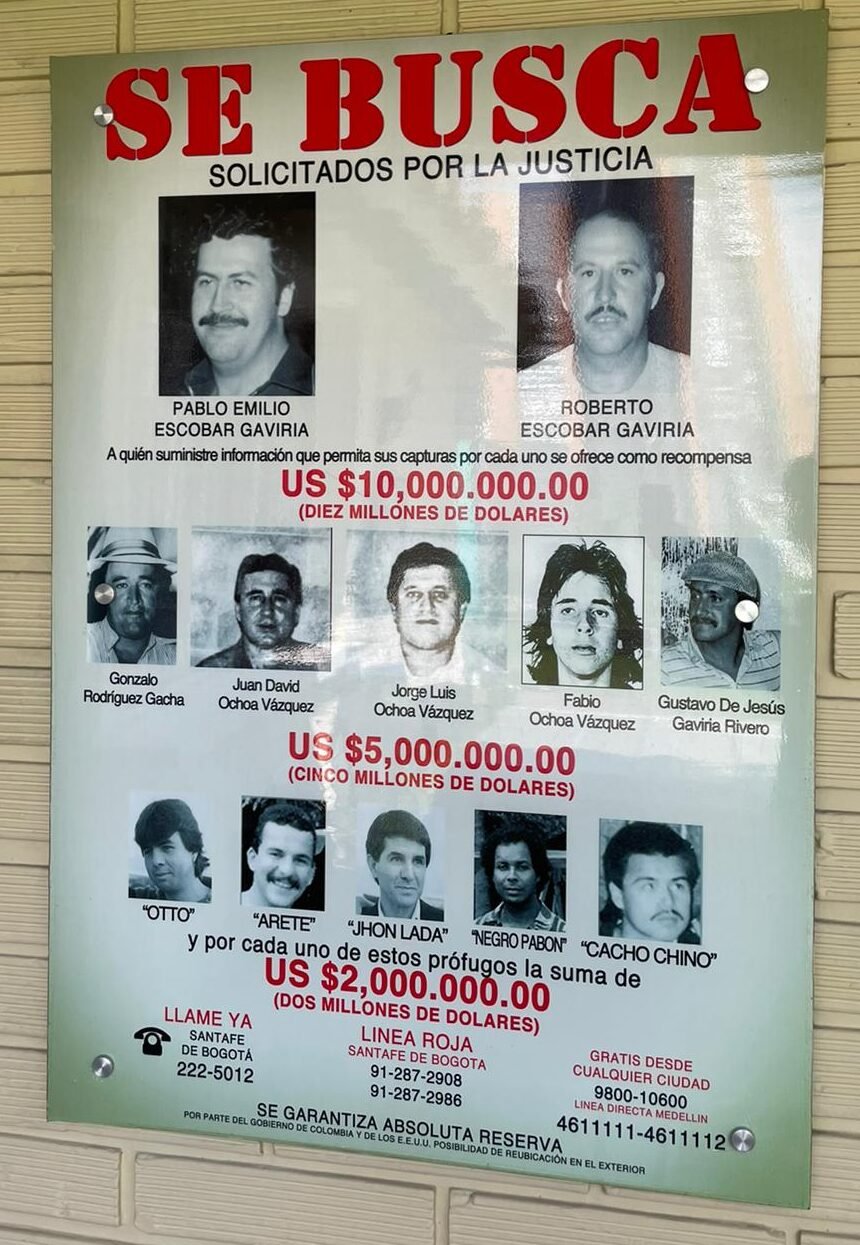 SE BUSCA
SOLICITADOS POR LA JUSTICIA
PABLO EMILIO
ESCOBAR GAVIRIA
ROBERTO
ESCOBAR GAVIRIA
A quién suministre información que permita sus capturas por cada uno se ofrece como recompensa
US $10,000.000.00
(DIEZ MILLONES DE DOLARES)
Gonzalo
Rodríguez Gacha
Juan David
Ochoa Vázquez
Jorge Luis
Ochoa Vázquez
Fabio
Ochoa Vázquez
Gustavo De Jesús
Gaviria Rivero
US $5,000.000.00
(CINCO MILLONES DE DOLARES)
"OTTO"
"ARETE"
"JHON LADA"
"NEGRO PABON"
"CACHO CHINO"
y por cada uno de estos prófugos la suma de
US $2,000.000.00
(DOS MILLONES DE DOLARES)
LLAME YA
SANTAFE
DE BOGOTÁ
222-5012
LINEA ROJA
SANTAFE DE BOGOTA
91-287-2908
91-287-2986
GRATIS DESDE
CUALQUIER CIUDAD
9800-10600
LINEA DIRECTA MEDELLIN
4611111-4611112
SE GARANTIZA ABSOLUTA RESERVA
POR PARTE DEL GOBIERNO DE COLOMBIA Y DE LOS E.E.U.U. POSIBILIDAD DE REUBICACIÓN EN EL EXTERIOR